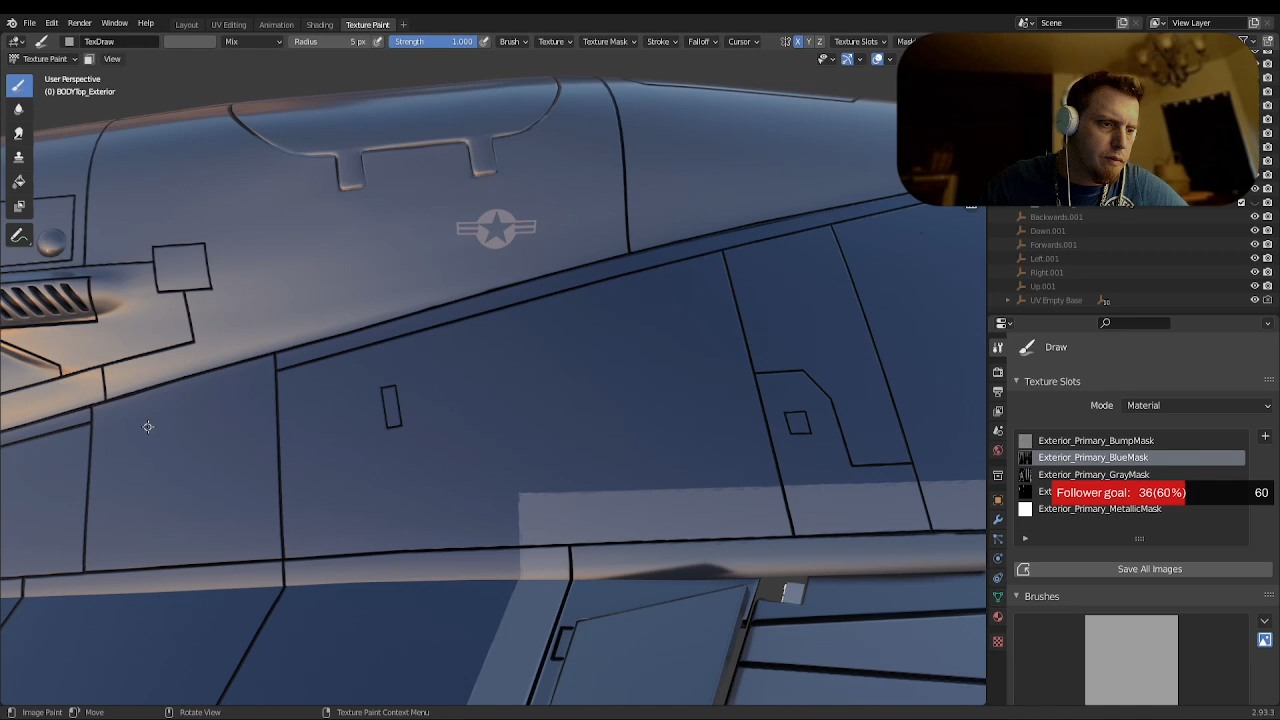 File Edit Render Window Help Layout UV Editing Animation Shading Texture Paint + Scene View Layer
TexDraw Mix Radius 5 px Strength 1.000 Brush Texture Texture Mask Stroke Falloff Cursor X Y Z Texture Slots Mask
Texture Paint View
User Perspective
(0) BODYTop_Exterior
Backwards.001
Down.001
Forwards.001
Left.001
Right.001
Up.001
UV Empty Base 10
Draw
Texture Slots
Mode Material
Exterior_Primary_BumpMask
Exterior_Primary_BlueMask
Exterior_Primary_GrayMask
Ext
Follower goal: 36(60%) 60
Exterior_Primary_MetallicMask
Save All Images
Brushes
Image Paint Move Rotate View Texture Paint Context Menu 2.93.3